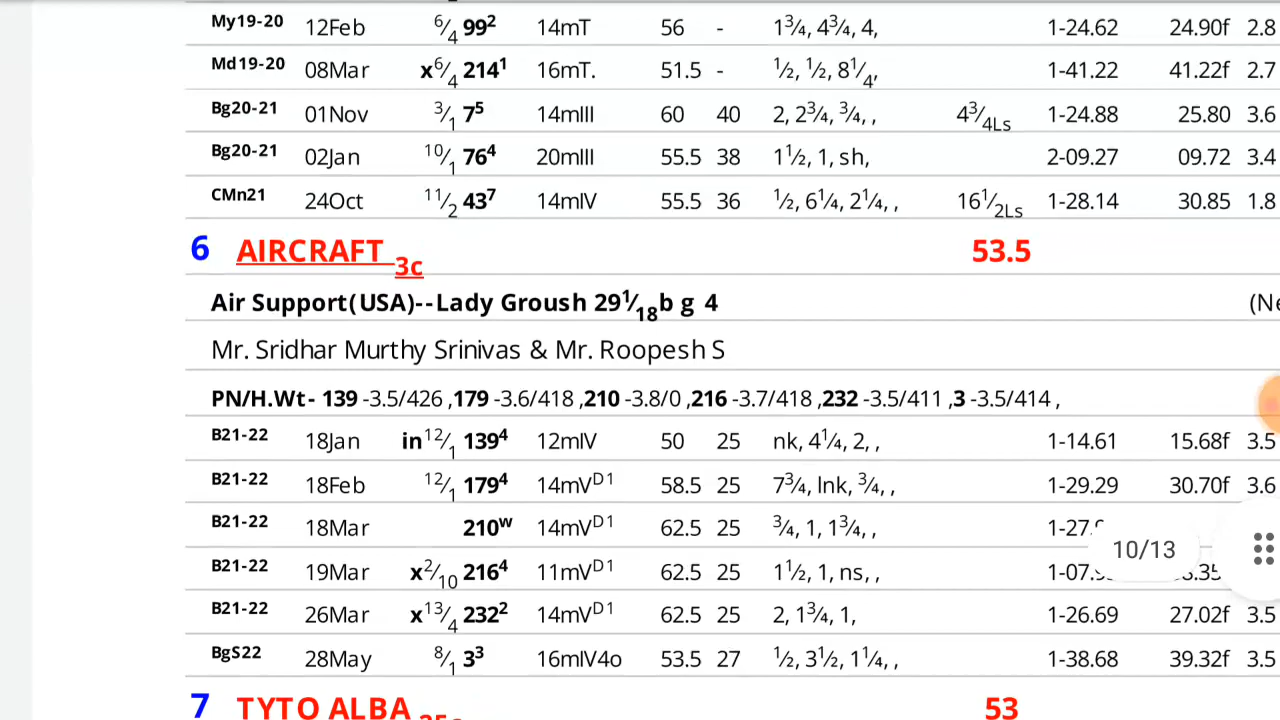 My19-20 12Feb 6/4 99² 14mT 56 - 1¾, 4¾, 4, 1-24.62 24.90f 2.8
Md19-20 08Mar x6/4 214¹ 16mT. 51.5 - ½, ½, 8¼, 1-41.22 41.22f 2.7
Bg20-21 01Nov 3/1 7⁵ 14mIII 60 40 2, 2¾, ¾, , 4¾Ls 1-24.88 25.80 3.6
Bg20-21 02Jan 10/1 76⁴ 20mIII 55.5 38 1½, 1, sh, 2-09.27 09.72 3.4
CMn21 24Oct 11/2 43⁷ 14mIV 55.5 36 ½, 6¼, 2¼, , 16½Ls 1-28.14 30.85 1.8
6 AIRCRAFT 3c 53.5
Air Support(USA)--Lady Groush 29¹/₁₈b g 4 (Ne
Mr. Sridhar Murthy Srinivas & Mr. Roopesh S
PN/H.Wt- 139 -3.5/426 ,179 -3.6/418 ,210 -3.8/0 ,216 -3.7/418 ,232 -3.5/411 ,3 -3.5/414 ,
B21-22 18Jan in12/1 139⁴ 12mIV 50 25 nk, 4¼, 2, , 1-14.61 15.68f 3.5
B21-22 18Feb 12/1 179⁴ 14mVD1 58.5 25 7¾, lnk, ¾, , 1-29.29 30.70f 3.6
B21-22 18Mar 210ʷ 14mVD1 62.5 25 ¾, 1, 1¾, , 1-27.
10/13
B21-22 19Mar x2/10 216⁴ 11mVD1 62.5 25 1½, 1, ns, , 1-07. .35
B21-22 26Mar x13/4 232² 14mVD1 62.5 25 2, 1¾, 1, 1-26.69 27.02f 3.5
BgS22 28May 8/1 3³ 16mIV4o 53.5 27 ½, 3½, 1¼, , 1-38.68 39.32f 3.5
7 TYTO ALBA 53